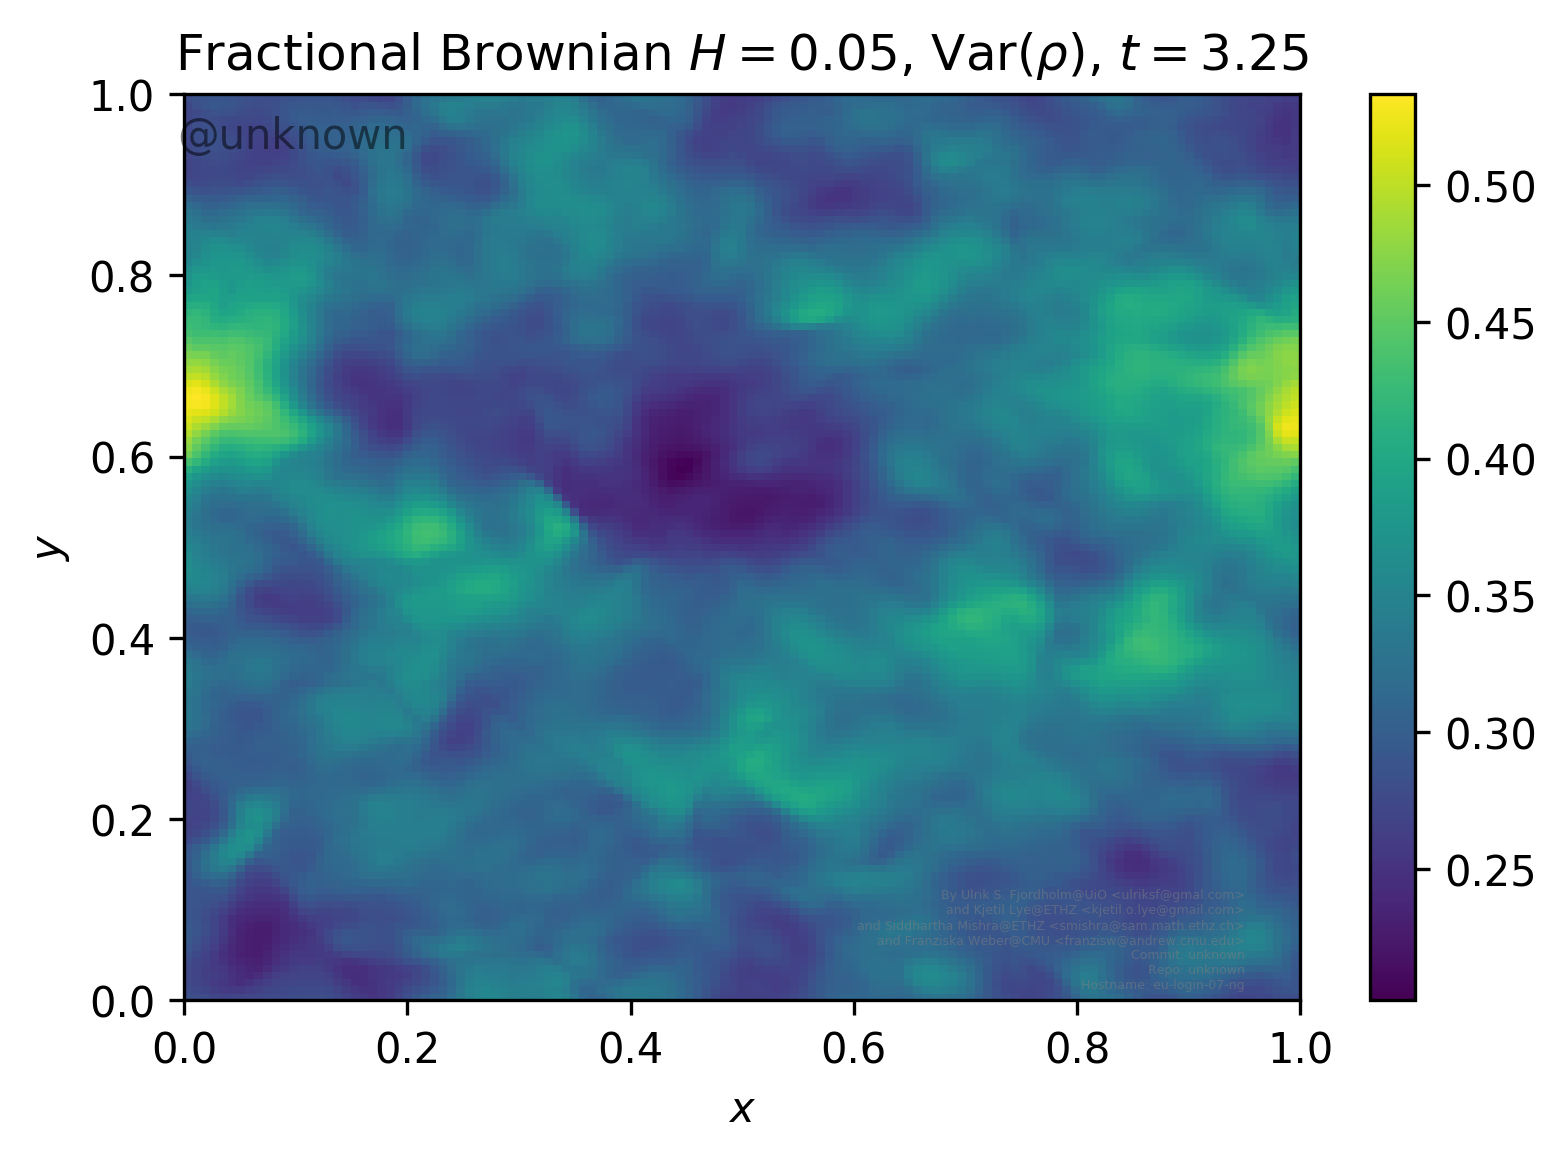 Fractional Brownian H = 0.05, Var(ρ), t = 3.25
@unknown
1.0
0.8
0.6
0.4
0.2
0.0
y
0.0 0.2 0.4 0.6 0.8 1.0
x
0.50
0.45
0.40
0.35
0.30
0.25
By Ulrik S. Fjordholm@UiO <ulriksf@gmal.com>
and Kjetil Lye@ETHZ <kjetil.o.lye@gmail.com>
and Siddhartha Mishra@ETHZ <smishra@sam.math.ethz.ch>
and Franziska Weber@CMU <franzisw@andrew.cmu.edu>
Commit: unknown
Repo: unknown
Hostname: eu-login-07-ng